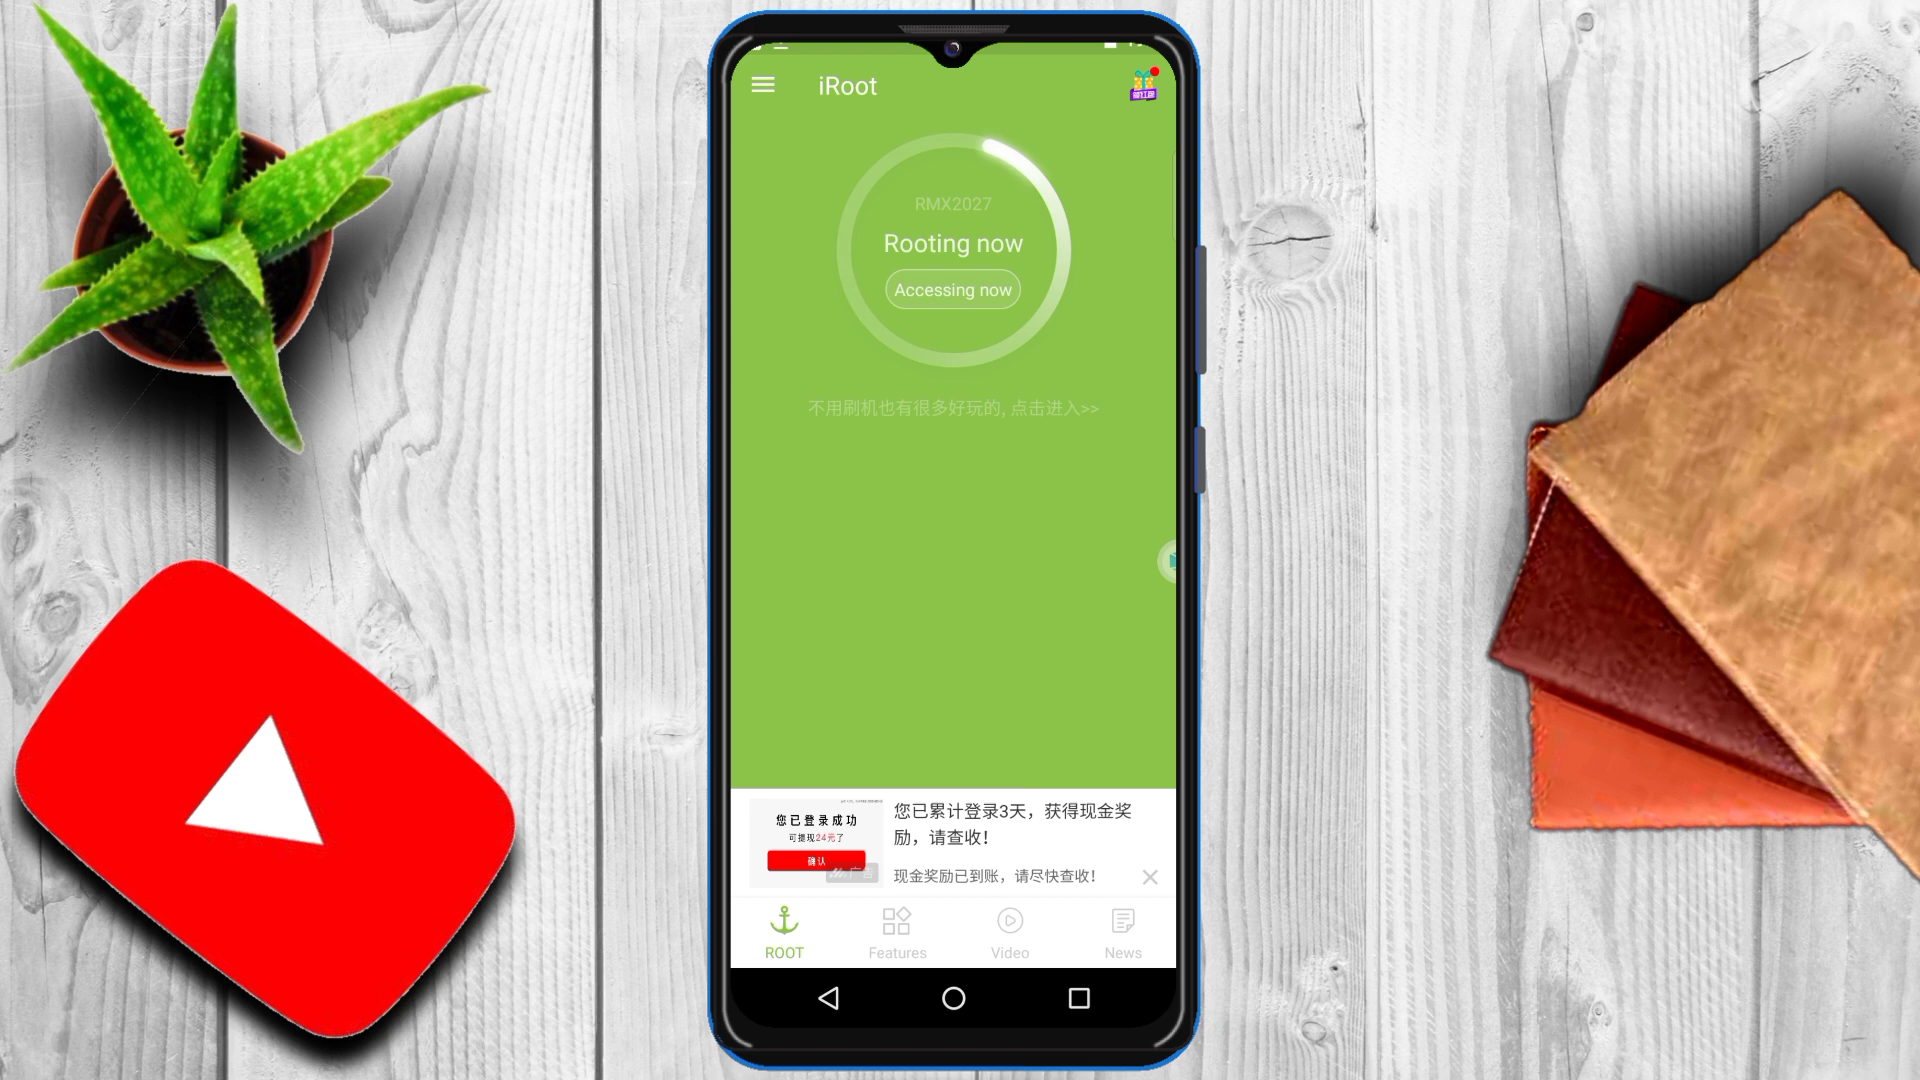 iRoot
RMX2027
Rooting now
Accessing now
不用刷机也有很多好玩的, 点击进入>>
您已登录成功
可提现24元了
确认
广告
您已累计登录3天，获得现金奖
励，请查收！
现金奖励已到账，请尽快查收！
ROOT
Features
Video
News